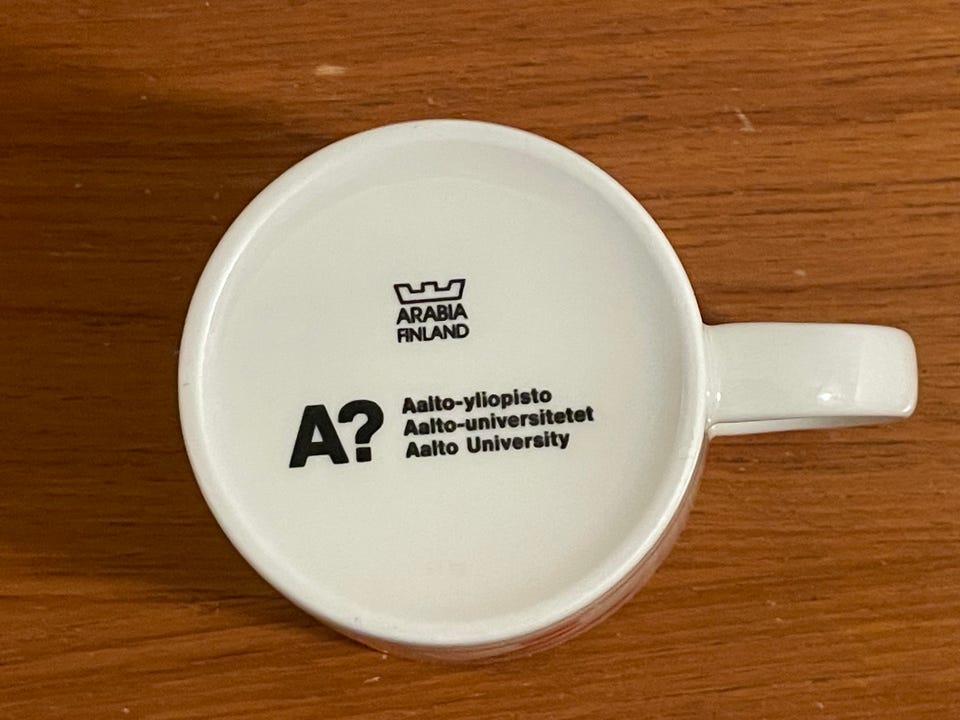 ARABIA
FINLAND
A?
Aalto-yliopisto
Aalto-universitetet
Aalto University